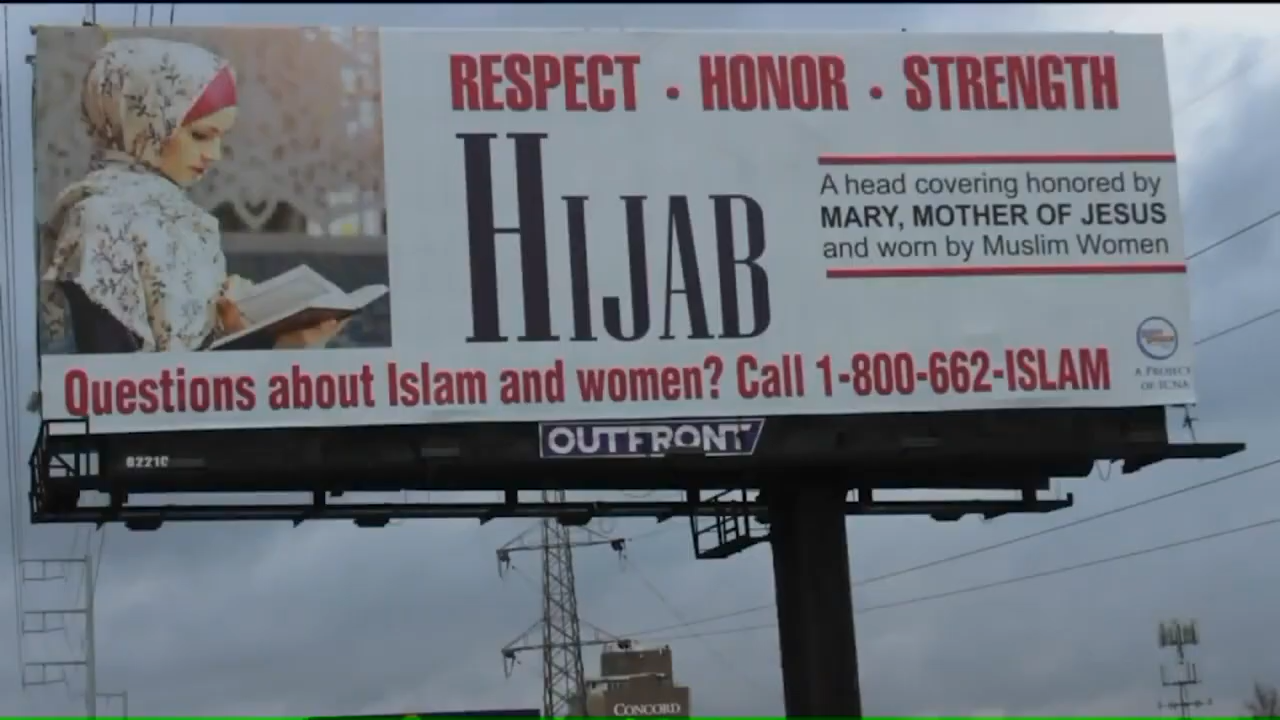 RESPECT • HONOR • STRENGTH
HIJAB
A head covering honored by
MARY, MOTHER OF JESUS
and worn by Muslim Women
Questions about Islam and women? Call 1-800-662-ISLAM
A PROJECT
OF ICNA
OUTFRONT
CONCORD